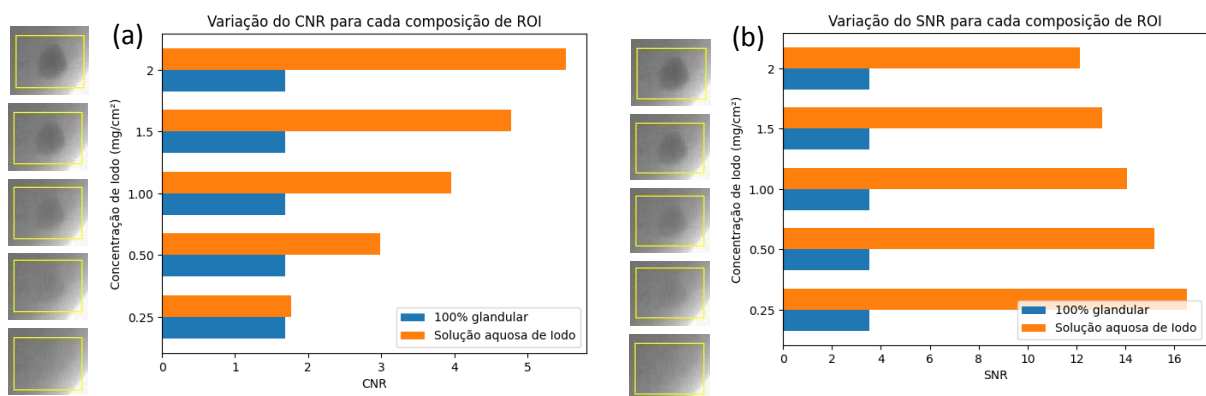 (a)
Variação do CNR para cada composição de ROI
Concentração de Iodo (mg/cm²)
2
1.5
1.00
0.50
0.25
100% glandular
Solução aquosa de Iodo
0 1 2 3 4 5
CNR
(b)
Variação do SNR para cada composição de ROI
Concentração de Iodo (mg/cm²)
2
1.5
1.00
0.50
0.25
100% glandular
Solução aquosa de Iodo
0 2 4 6 8 10 12 14 16
SNR